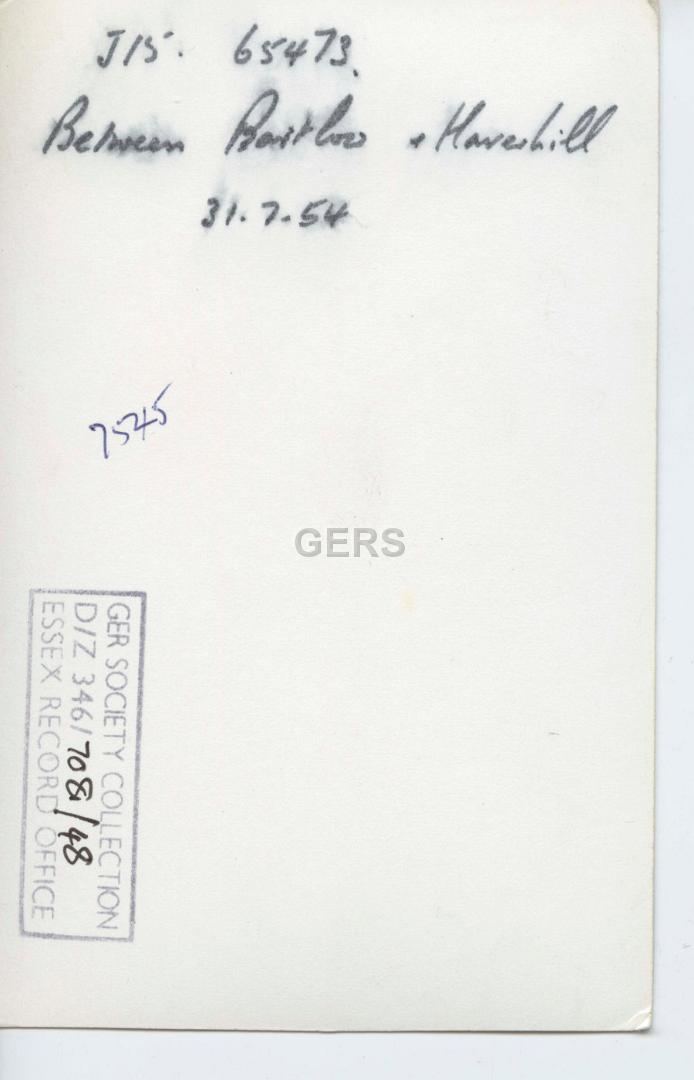 J15. 65473.
Between Bartlow + Haverhill
31.7.54
7545
GERS
GER SOCIETY COLLECTION
D/Z 346/708/48
ESSEX RECORD OFFICE